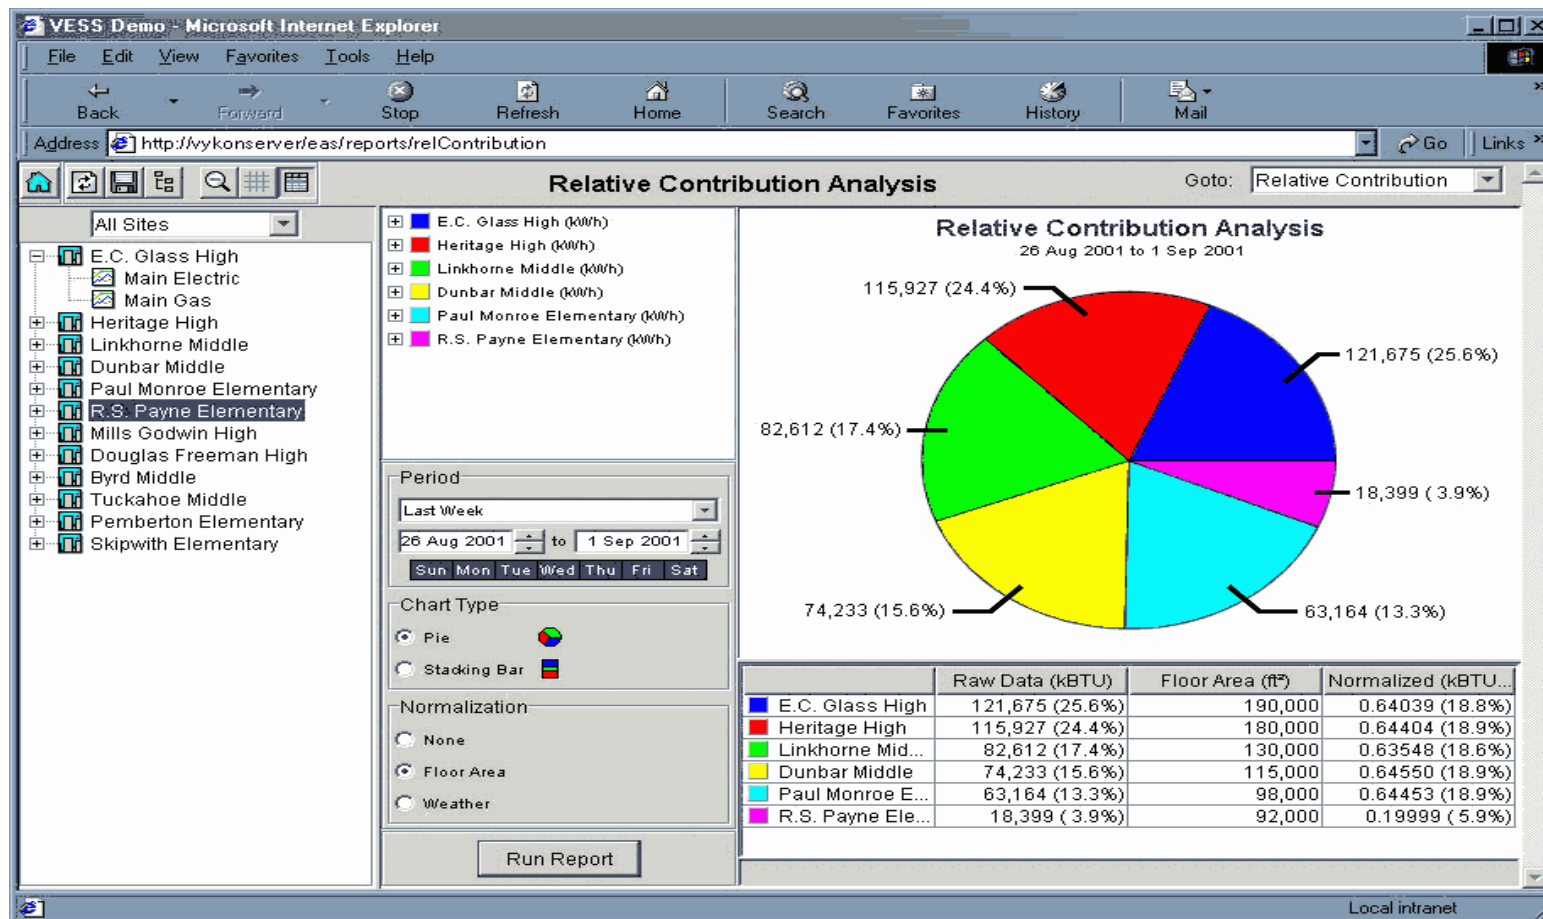 VESS Demo - Microsoft Internet Explorer
File Edit View Favorites Tools Help
Back Forward Stop Refresh Home Search Favorites History Mail
Address http://vykonserver/eas/reports/relContribution Go Links
Relative Contribution Analysis
Goto: Relative Contribution
All Sites
E.C. Glass High
Main Electric
Main Gas
Heritage High
Linkhorne Middle
Dunbar Middle
Paul Monroe Elementary
R.S. Payne Elementary
Mills Godwin High
Douglas Freeman High
Byrd Middle
Tuckahoe Middle
Pemberton Elementary
Skipwith Elementary
E.C. Glass High (kWh)
Heritage High (kWh)
Linkhorne Middle (kWh)
Dunbar Middle (kWh)
Paul Monroe Elementary (kWh)
R.S. Payne Elementary (kWh)
Period
Last Week
26 Aug 2001 to 1 Sep 2001
Sun Mon Tue Wed Thu Fri Sat
Chart Type
Pie
Stacking Bar
Normalization
None
Floor Area
Weather
Run Report
Relative Contribution Analysis
26 Aug 2001 to 1 Sep 2001
115,927 (24.4%)
121,675 (25.6%)
82,612 (17.4%)
18,399 ( 3.9%)
74,233 (15.6%)
63,164 (13.3%)
Raw Data (kBTU) Floor Area (ft²) Normalized (kBTU...
E.C. Glass High 121,675 (25.6%) 190,000 0.64039 (18.8%)
Heritage High 115,927 (24.4%) 180,000 0.64404 (18.9%)
Linkhorne Mid... 82,612 (17.4%) 130,000 0.63548 (18.6%)
Dunbar Middle 74,233 (15.6%) 115,000 0.64550 (18.9%)
Paul Monroe E... 63,164 (13.3%) 98,000 0.64453 (18.9%)
R.S. Payne Ele... 18,399 ( 3.9%) 92,000 0.19999 ( 5.9%)
Local intranet